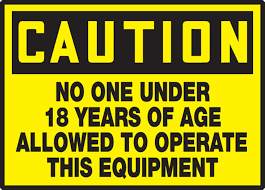 CAUTION
NO ONE UNDER
18 YEARS OF AGE
ALLOWED TO OPERATE
THIS EQUIPMENT